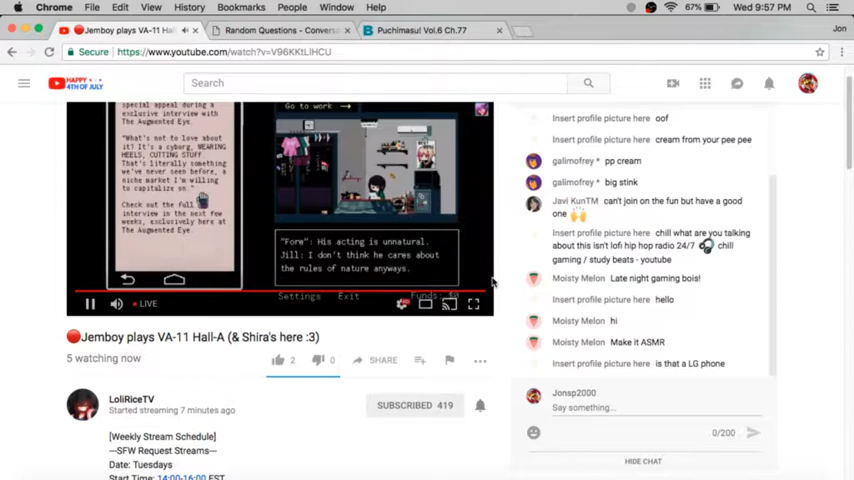 Chrome File Edit View History Bookmarks People Window Help 67% Wed 9:57 PM
Jemboy plays VA-11 Hall- Random Questions - Convers Puchimasu! Vol.6 Ch.77 Jon
Secure https://www.youtube.com/watch?v=V96KKtLIHCU
HAPPY
4TH OF JULY
Search
special appeal during a
exclusive interview with
The Augmented Eye.
"What's not to love about
it? It's a cyborg, WEARING
HEELS, CUTTING STUFF.
That's literally something
we've never seen before, a
niche market I'm willing
to capitalize on."
Check out the full
interview in the next few
weeks, exclusively here at
The Augmented Eye.
Go to work
"Fore": His acting is unnatural.
Jill: I don't think he cares about
the rules of nature anyways.
Settings Exit Funds:
LIVE
Jemboy plays VA-11 Hall-A (& Shira's here :3)
5 watching now
2 0 SHARE
LoliRiceTV
Started streaming 7 minutes ago
SUBSCRIBED 419
[Weekly Stream Schedule]
---SFW Request Streams---
Date: Tuesdays
Start Time: 14:00-16:00 EST
Insert profile picture here oof
Insert profile picture here cream from your pee pee
galimofrey * pp cream
galimofrey * big stink
Javi KunTM can't join on the fun but have a good
one
Insert profile picture here chill what are you talking
about this isn't lofi hip hop radio 24/7 chill
gaming / study beats - youtube
Moisty Melon Late night gaming bois!
Insert profile picture here hello
Moisty Melon hi
Moisty Melon Make it ASMR
Insert profile picture here is that a LG phone
Jonsp2000
Say something...
0/200
HIDE CHAT